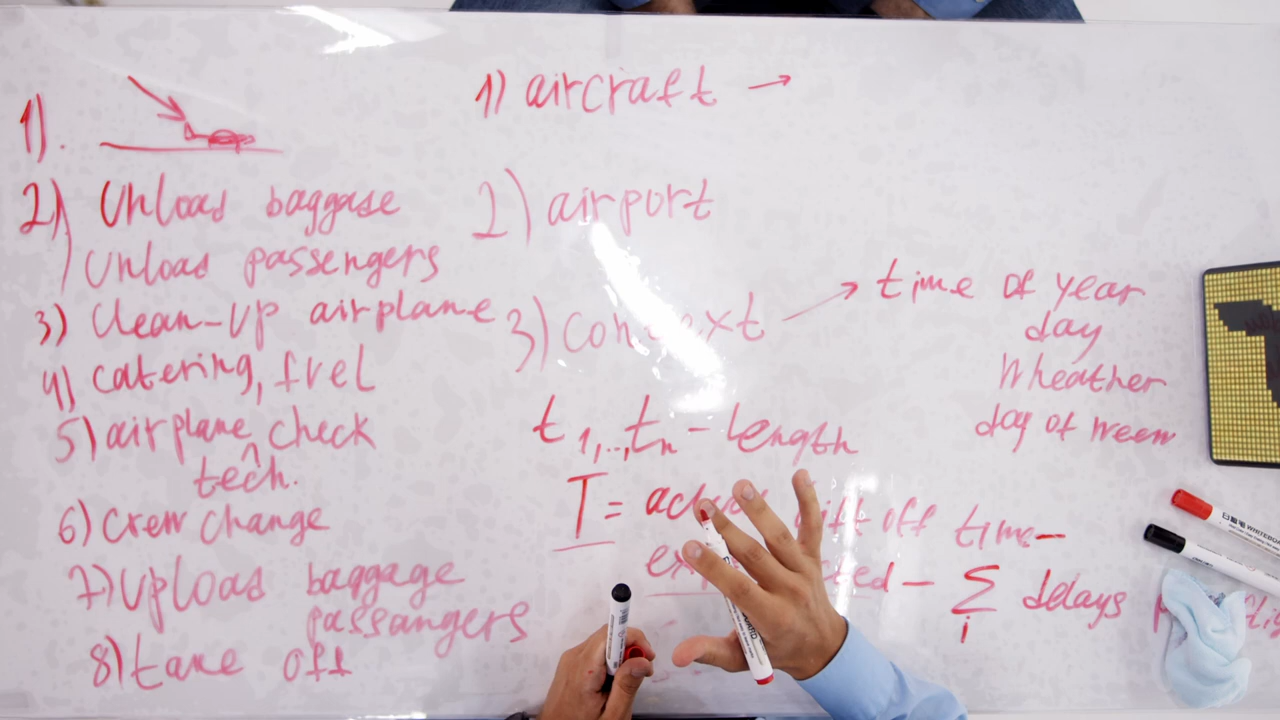 1).
2) Unload baggase
Unload passengers
3) Clean-up airplane
4) catering, fuel
5) airplane check
tech.
6) crew change
7) Upload baggage
passangers
8) take off
1) aircraft →
2) airport
3) context → time of year
day
Wheather
day of week
t1,..,tn - length
T = lift off time -
- Σ delays
i